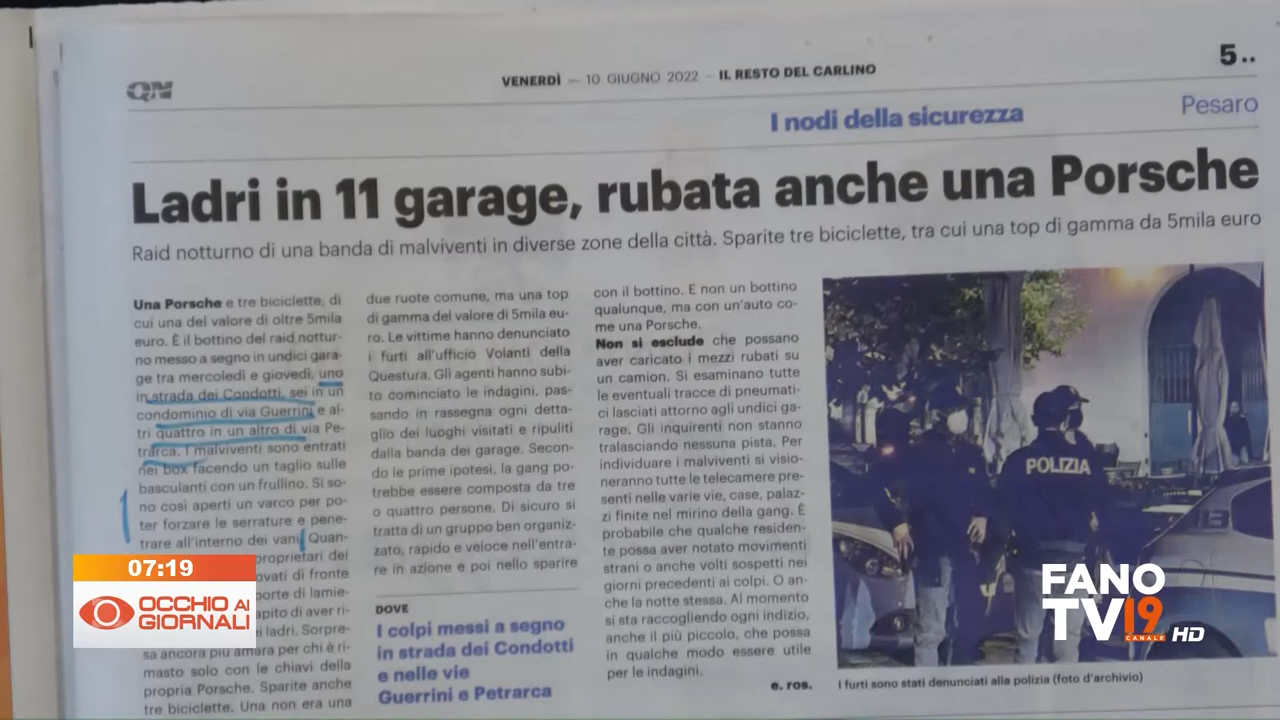 QN
VENERDÌ — 10 GIUGNO 2022 – IL RESTO DEL CARLINO
5..
I nodi della sicurezza
Pesaro
Ladri in 11 garage, rubata anche una Porsche
Raid notturno di una banda di malviventi in diverse zone della città. Sparite tre biciclette, tra cui una top di gamma da 5mila euro
Una Porsche e tre biciclette, di
cui una del valore di oltre 5mila
euro. È il bottino del raid nottur-
no messo a segno in undici gara-
ge tra mercoledì e giovedì, uno
in strada dei Condotti, sei in un
condominio di via Guerrini e al-
tri quattro in un altro di via Pe-
trarca. I malviventi sono entrati
nei box facendo un taglio sulle
basculanti con un frullino. Si so-
no così aperti un varco per po-
ter forzare le serrature e pene-
trare all'interno dei vani. Quan-
proprietari dei
ovati di fronte
porte di lamie-
apito di aver ri-
i ladri. Sorpre-
sa ancora più amara per chi è ri-
masto solo con le chiavi della
propria Porsche. Sparite anche
tre biciclette. Una non era una
due ruote comune, ma una top
di gamma del valore di 5mila eu-
ro. Le vittime hanno denunciato
i furti all'ufficio Volanti della
Questura. Gli agenti hanno subi-
to cominciato le indagini, pas-
sando in rassegna ogni detta-
glio dei luoghi visitati e ripuliti
dalla banda dei garage. Secon-
do le prime ipotesi, la gang po-
trebbe essere composta da tre
o quattro persone. Di sicuro si
tratta di un gruppo ben organiz-
zato, rapido e veloce nell'entra-
re in azione e poi nello sparire
DOVE
I colpi messi a segno
in strada dei Condotti
e nelle vie
Guerrini e Petrarca
con il bottino. E non un bottino
qualunque, ma con un'auto co-
me una Porsche.
Non si esclude che possano
aver caricato i mezzi rubati su
un camion. Si esaminano tutte
le eventuali tracce di pneumati-
ci lasciati attorno agli undici ga-
rage. Gli inquirenti non stanno
tralasciando nessuna pista. Per
individuare i malviventi si visio-
neranno tutte le telecamere pre-
senti nelle varie vie, case, palaz-
zi finite nel mirino della gang. È
probabile che qualche residen-
te possa aver notato movimenti
strani o anche volti sospetti nei
giorni precedenti ai colpi. O an-
che la notte stessa. Al momento
si sta raccogliendo ogni indizio,
anche il più piccolo, che possa
in qualche modo essere utile
per le indagini.
e. ros.
POLIZIA
I furti sono stati denunciati alla polizia (foto d'archivio)
07:19
OCCHIO AI
GIORNALI
FANO
TV19
CANALE
HD